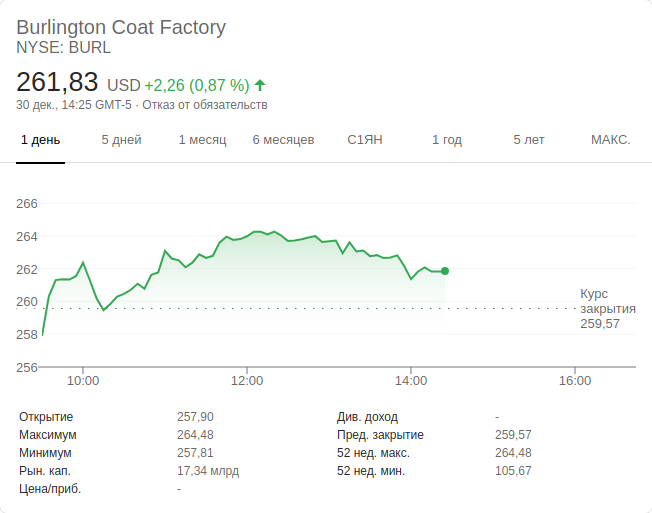 Burlington Coat Factory
NYSE: BURL
261,83 USD +2,26 (0,87 %)
30 дек., 14:25 GMT-5 · Отказ от обязательств
1 день 5 дней 1 месяц 6 месяцев С1ЯН 1 год 5 лет МАКС.
266
264
262
260
258
256
Курс
закрытия
259,57
10:00 12:00 14:00 16:00
Открытие 257,90 Див. доход -
Максимум 264,48 Пред. закрытие 259,57
Минимум 257,81 52 нед. макс. 264,48
Рын. кап. 17,34 млрд 52 нед. мин. 105,67
Цена/приб. -